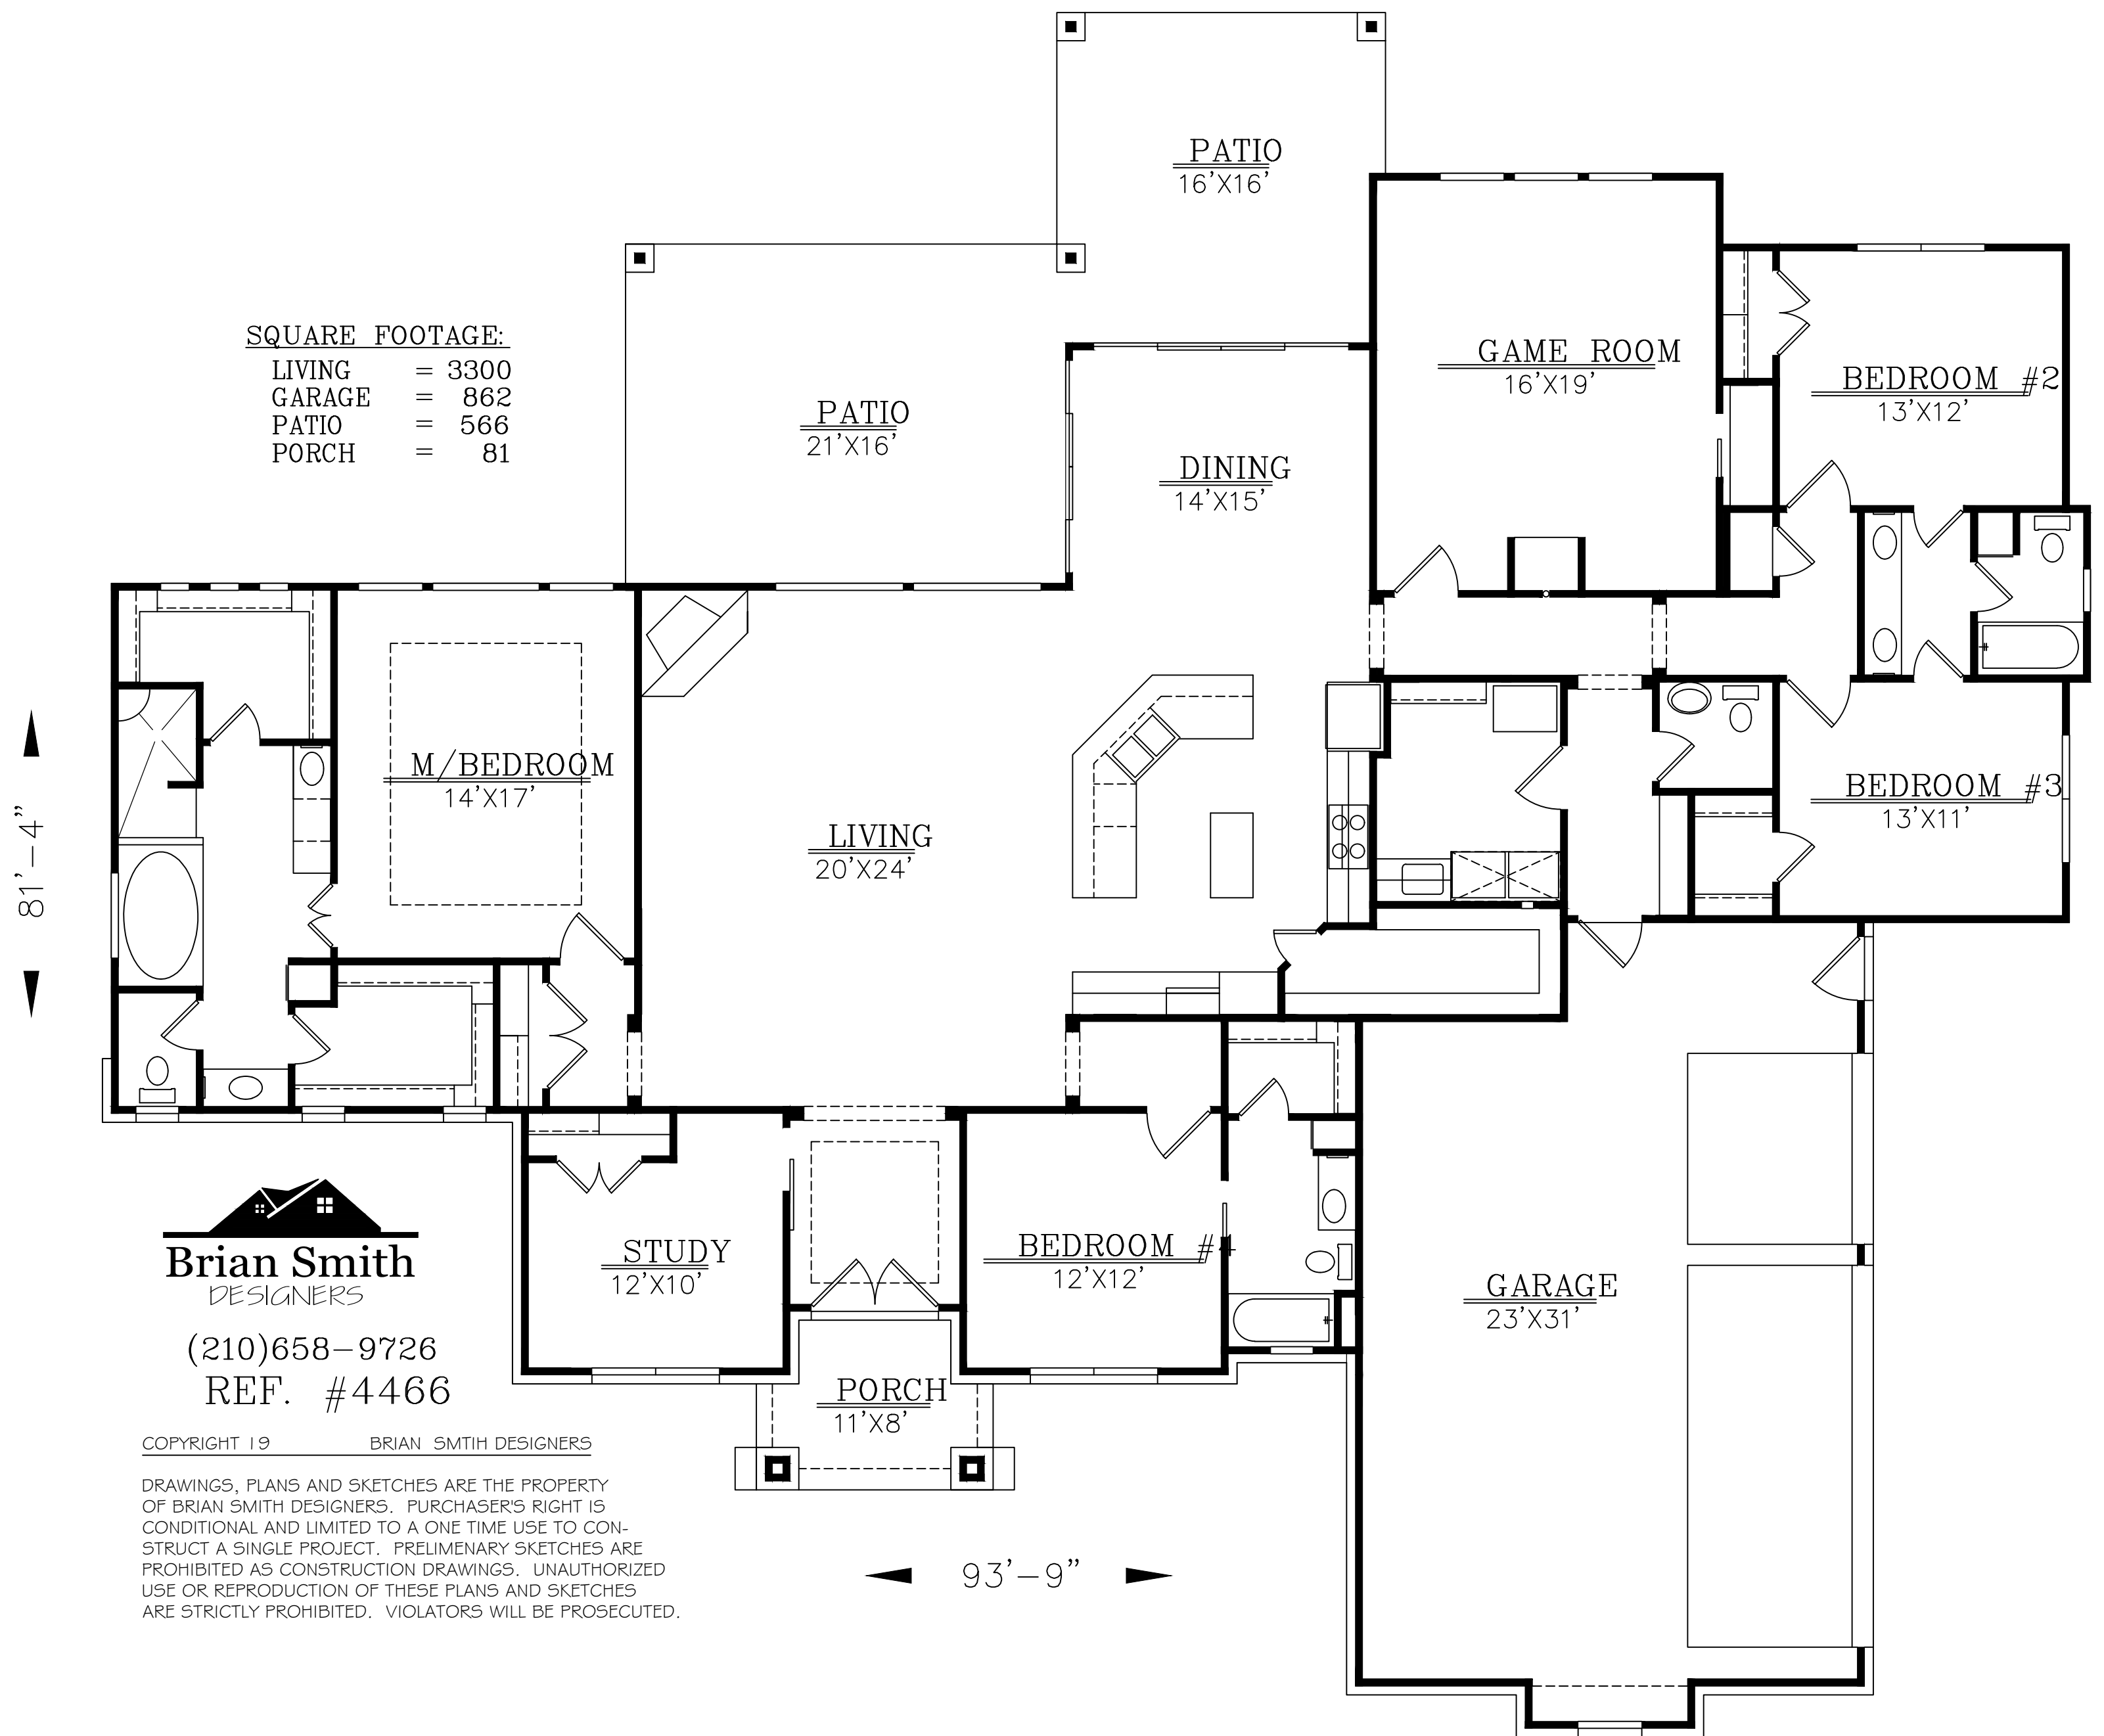 PATIO
16'X16'
SQUARE FOOTAGE:
LIVING = 3300
GARAGE = 862
PATIO = 566
PORCH = 81
PATIO
21'X16'
DINING
14'X15'
GAME ROOM
16'X19'
BEDROOM #2
13'X12'
M/BEDROOM
14'X17'
LIVING
20'X24'
BEDROOM #3
13'X11'
81'-4"
STUDY
12'X10'
BEDROOM #4
12'X12'
GARAGE
23'X31'
PORCH
11'X8'
Brian Smith
DESIGNERS
(210)658-9726
REF. #4466
COPYRIGHT 19 BRIAN SMTIH DESIGNERS
DRAWINGS, PLANS AND SKETCHES ARE THE PROPERTY
OF BRIAN SMITH DESIGNERS. PURCHASER'S RIGHT IS
CONDITIONAL AND LIMITED TO A ONE TIME USE TO CON-
STRUCT A SINGLE PROJECT. PRELIMENARY SKETCHES ARE
PROHIBITED AS CONSTRUCTION DRAWINGS. UNAUTHORIZED
USE OR REPRODUCTION OF THESE PLANS AND SKETCHES
ARE STRICTLY PROHIBITED. VIOLATORS WILL BE PROSECUTED.
93'-9"